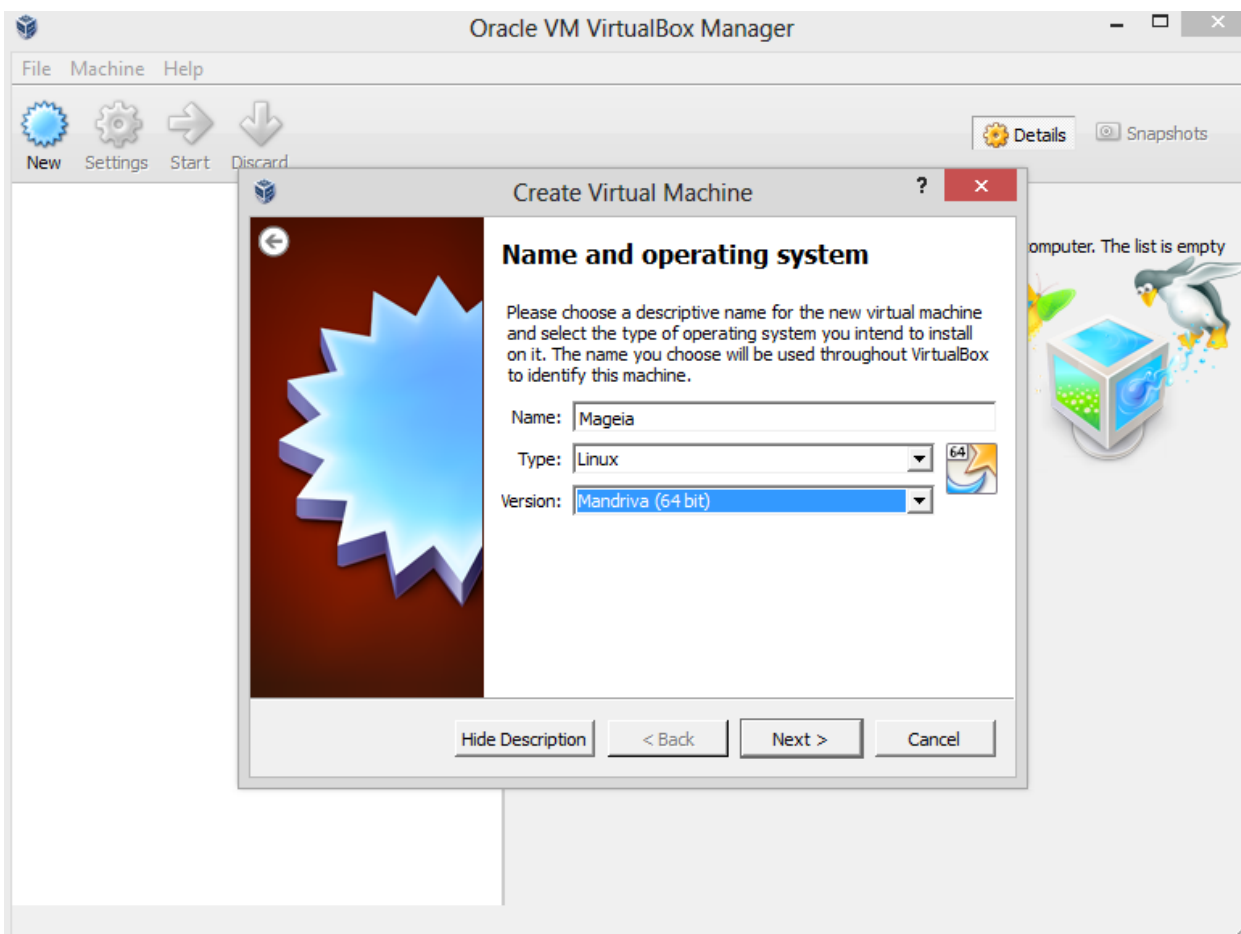 Oracle VM VirtualBox Manager
File Machine Help
New Settings Start Discard
Details Snapshots
Create Virtual Machine ?
omputer. The list is empty
Name and operating system
Please choose a descriptive name for the new virtual machine
and select the type of operating system you intend to install
on it. The name you choose will be used throughout VirtualBox
to identify this machine.
Name: Mageia
Type: Linux
64
Version: Mandriva (64 bit)
Hide Description < Back Next > Cancel